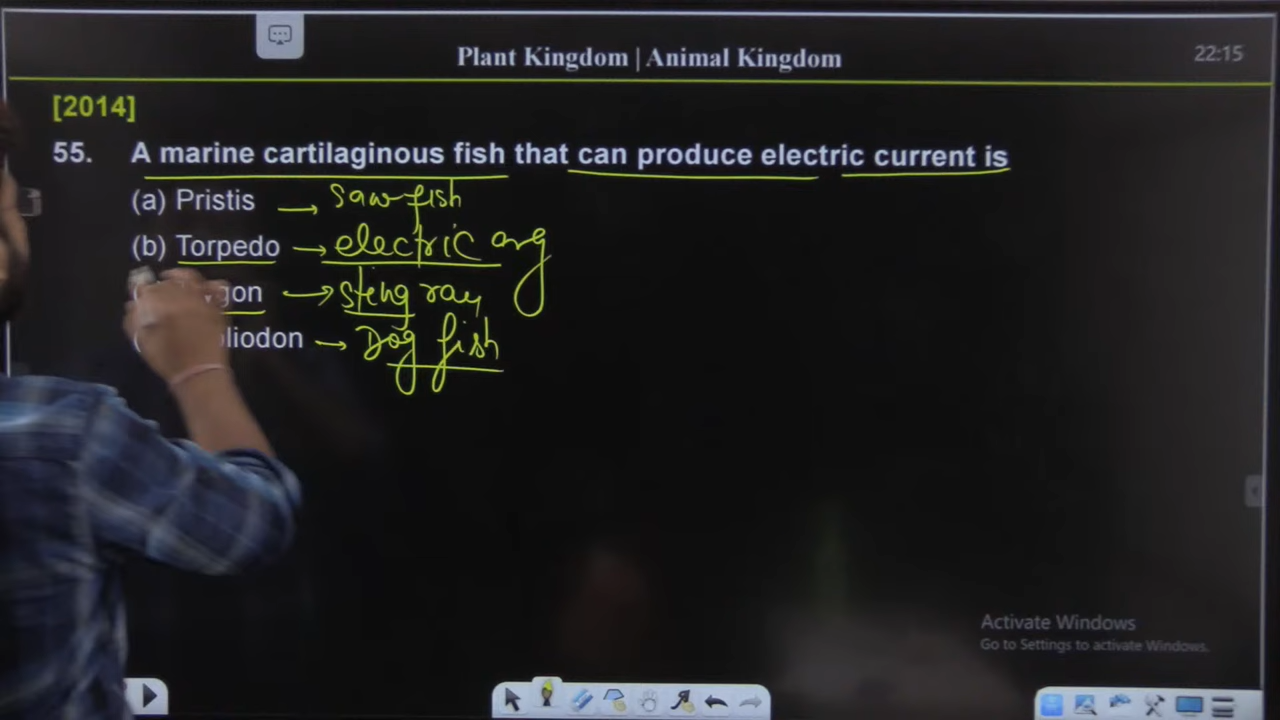 Plant Kingdom | Animal Kingdom
22:15
[2014]
55. A marine cartilaginous fish that can produce electric current is
(a) Pristis → Saw fish
(b) Torpedo → electric org
gon → sting ray
liodon → Dog fish
Activate Windows
Go to Settings to activate Windows.